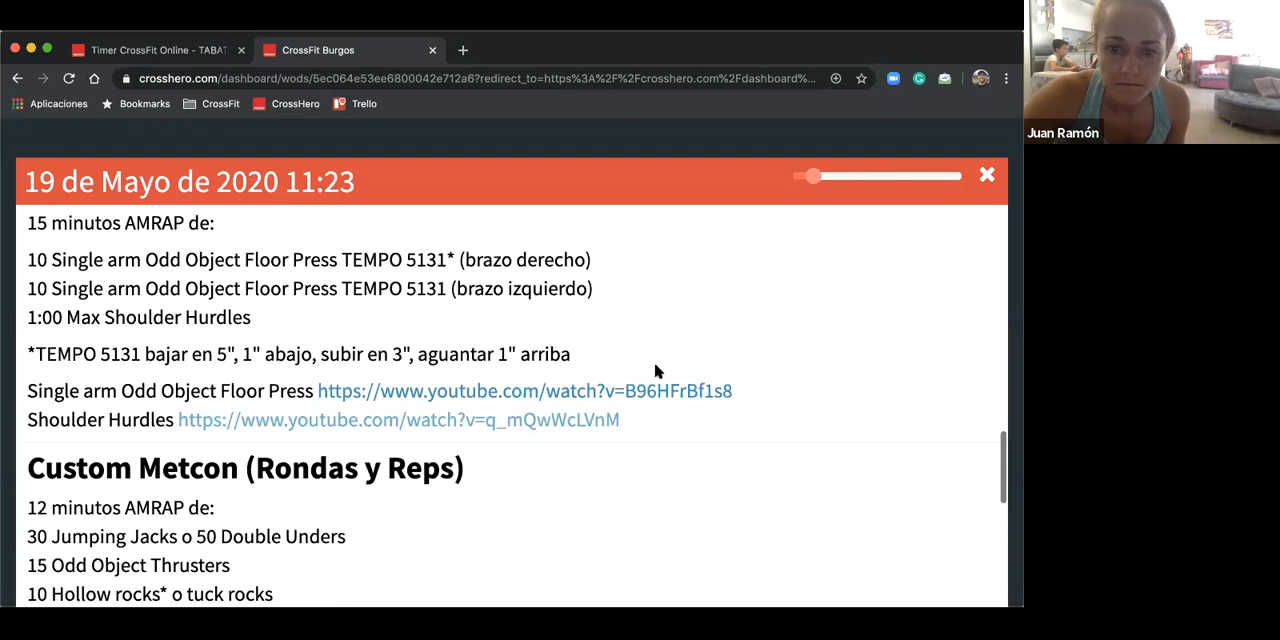 Timer CrossFit Online - TABAT
CrossFit Burgos
crosshero.com/dashboard/wods/5ec064e53ee6800042e712a6?redirect_to=https%3A%2F%2Fcrosshero.com%2Fdashboard%...
Aplicaciones
Bookmarks
CrossFit
CrossHero
Trello
Juan Ramón
19 de Mayo de 2020 11:23
15 minutos AMRAP de:
10 Single arm Odd Object Floor Press TEMPO 5131* (brazo derecho)
10 Single arm Odd Object Floor Press TEMPO 5131 (brazo izquierdo)
1:00 Max Shoulder Hurdles
*TEMPO 5131 bajar en 5", 1" abajo, subir en 3", aguantar 1" arriba
Single arm Odd Object Floor Press https://www.youtube.com/watch?v=B96HFrBf1s8
Shoulder Hurdles https://www.youtube.com/watch?v=q_mQwWcLVnM
Custom Metcon (Rondas y Reps)
12 minutos AMRAP de:
30 Jumping Jacks o 50 Double Unders
15 Odd Object Thrusters
10 Hollow rocks* o tuck rocks